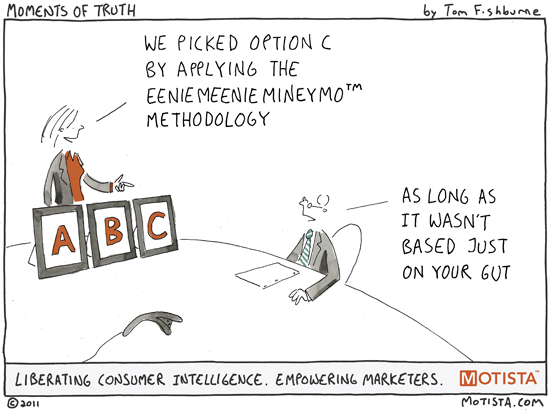 MOMENTS OF TRUTH
by Tom Fishburne
WE PICKED OPTION C
BY APPLYING THE
EENIEMEENIEMINEYMO™
METHODOLOGY
A B C
AS LONG AS
IT WASN'T
BASED JUST
ON YOUR GUT
LIBERATING CONSUMER INTELLIGENCE. EMPOWERING MARKETERS. M MOTISTA™
©2011
MOTISTA.COM